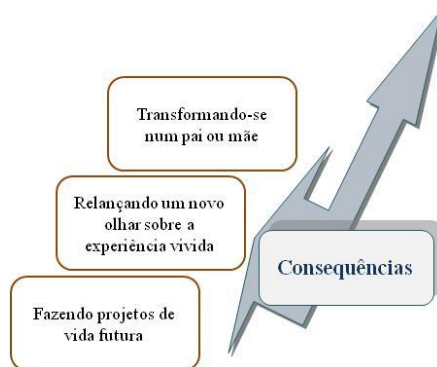 Transformando-se
num pai ou mãe
Relançando um novo
olhar sobre a
experiência vivida
Consequências
Fazendo projetos de
vida futura